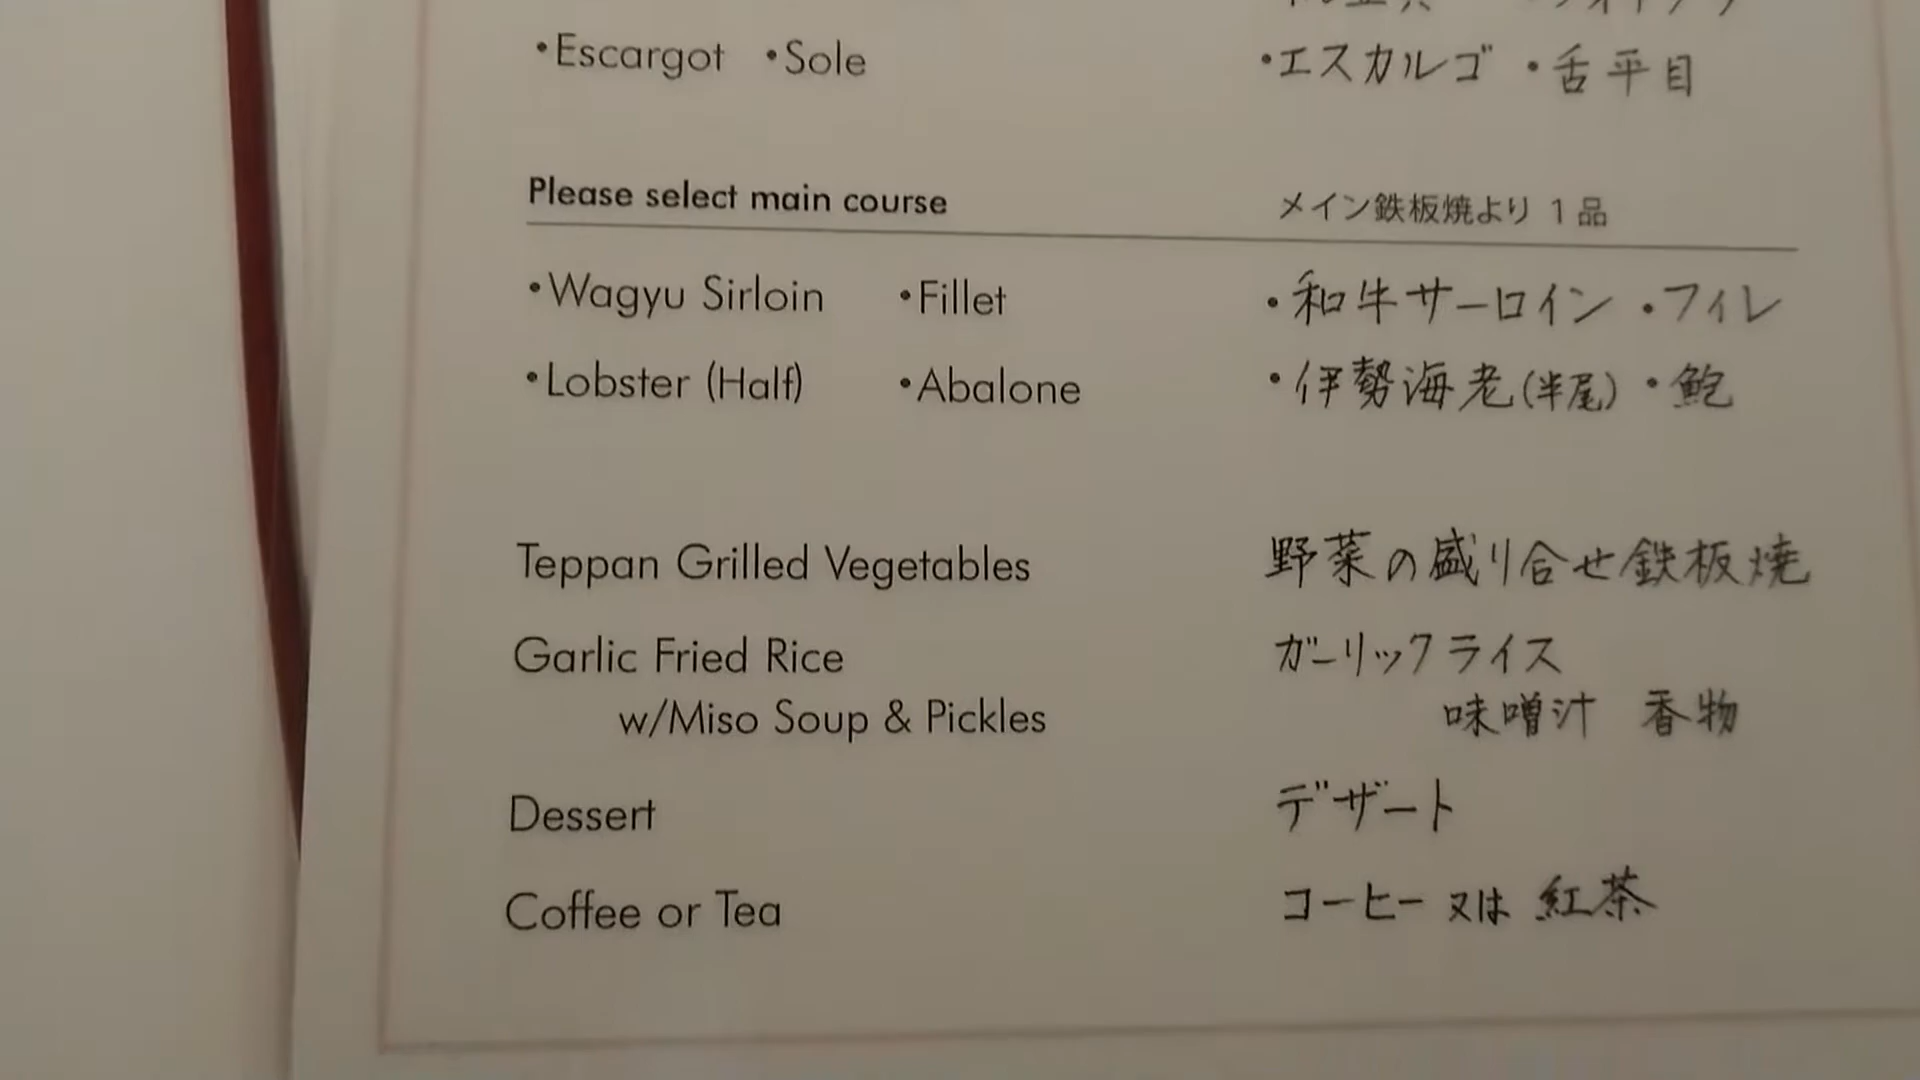 •Escargot •Sole •エスカルゴ •舌平目
Please select main course メイン鉄板焼より 1品
•Wagyu Sirloin •Fillet •和牛サーロイン •フィレ
•Lobster (Half) •Abalone •伊勢海老(半尾) •鮑
Teppan Grilled Vegetables 野菜の盛り合せ鉄板焼
Garlic Fried Rice ガーリックライス
w/Miso Soup & Pickles 味噌汁 香物
Dessert デザート
Coffee or Tea コーヒー又は 紅茶